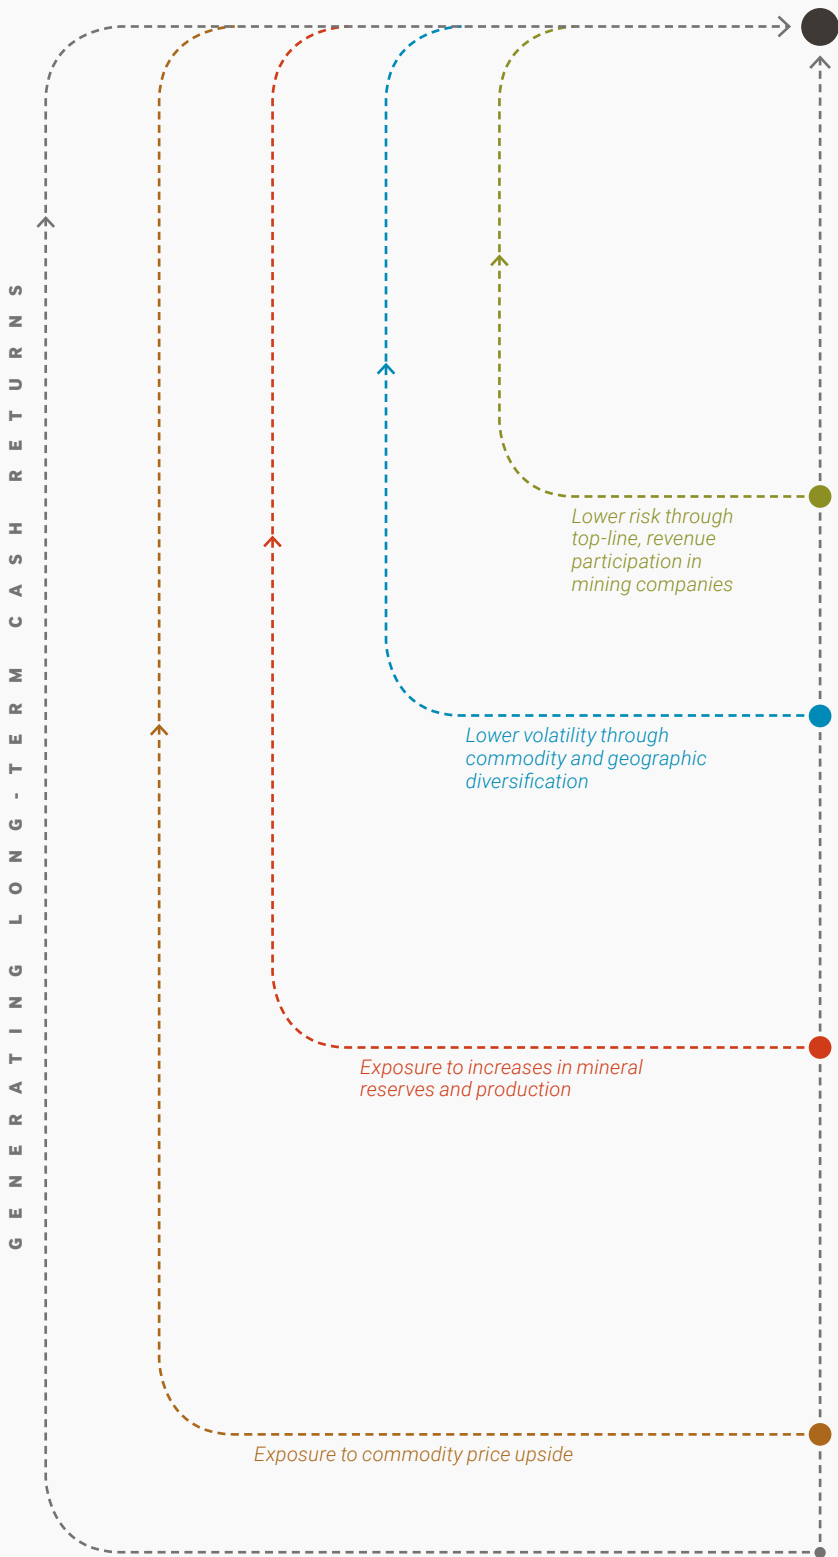 GENERATING LONG-TERM CASH RETURNS
Lower risk through
top-line, revenue
participation in
mining companies
Lower volatility through
commodity and geographic
diversification
Exposure to increases in mineral
reserves and production
Exposure to commodity price upside